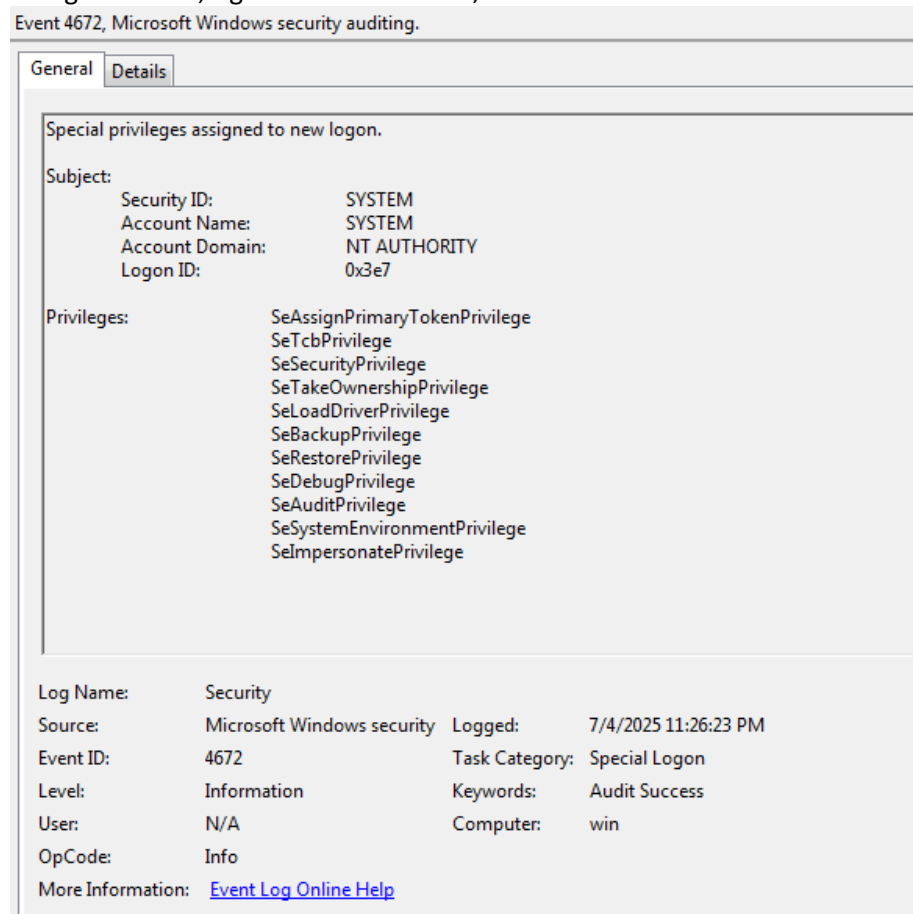 Event 4672, Microsoft Windows security auditing.
General Details
Special privileges assigned to new logon.
Subject:
Security ID: SYSTEM
Account Name: SYSTEM
Account Domain: NT AUTHORITY
Logon ID: 0x3e7
Privileges: SeAssignPrimaryTokenPrivilege
SeTcbPrivilege
SeSecurityPrivilege
SeTakeOwnershipPrivilege
SeLoadDriverPrivilege
SeBackupPrivilege
SeRestorePrivilege
SeDebugPrivilege
SeAuditPrivilege
SeSystemEnvironmentPrivilege
SeImpersonatePrivilege
Log Name: Security
Source: Microsoft Windows security Logged: 7/4/2025 11:26:23 PM
Event ID: 4672 Task Category: Special Logon
Level: Information Keywords: Audit Success
User: N/A Computer: win
OpCode: Info
More Information: Event Log Online Help